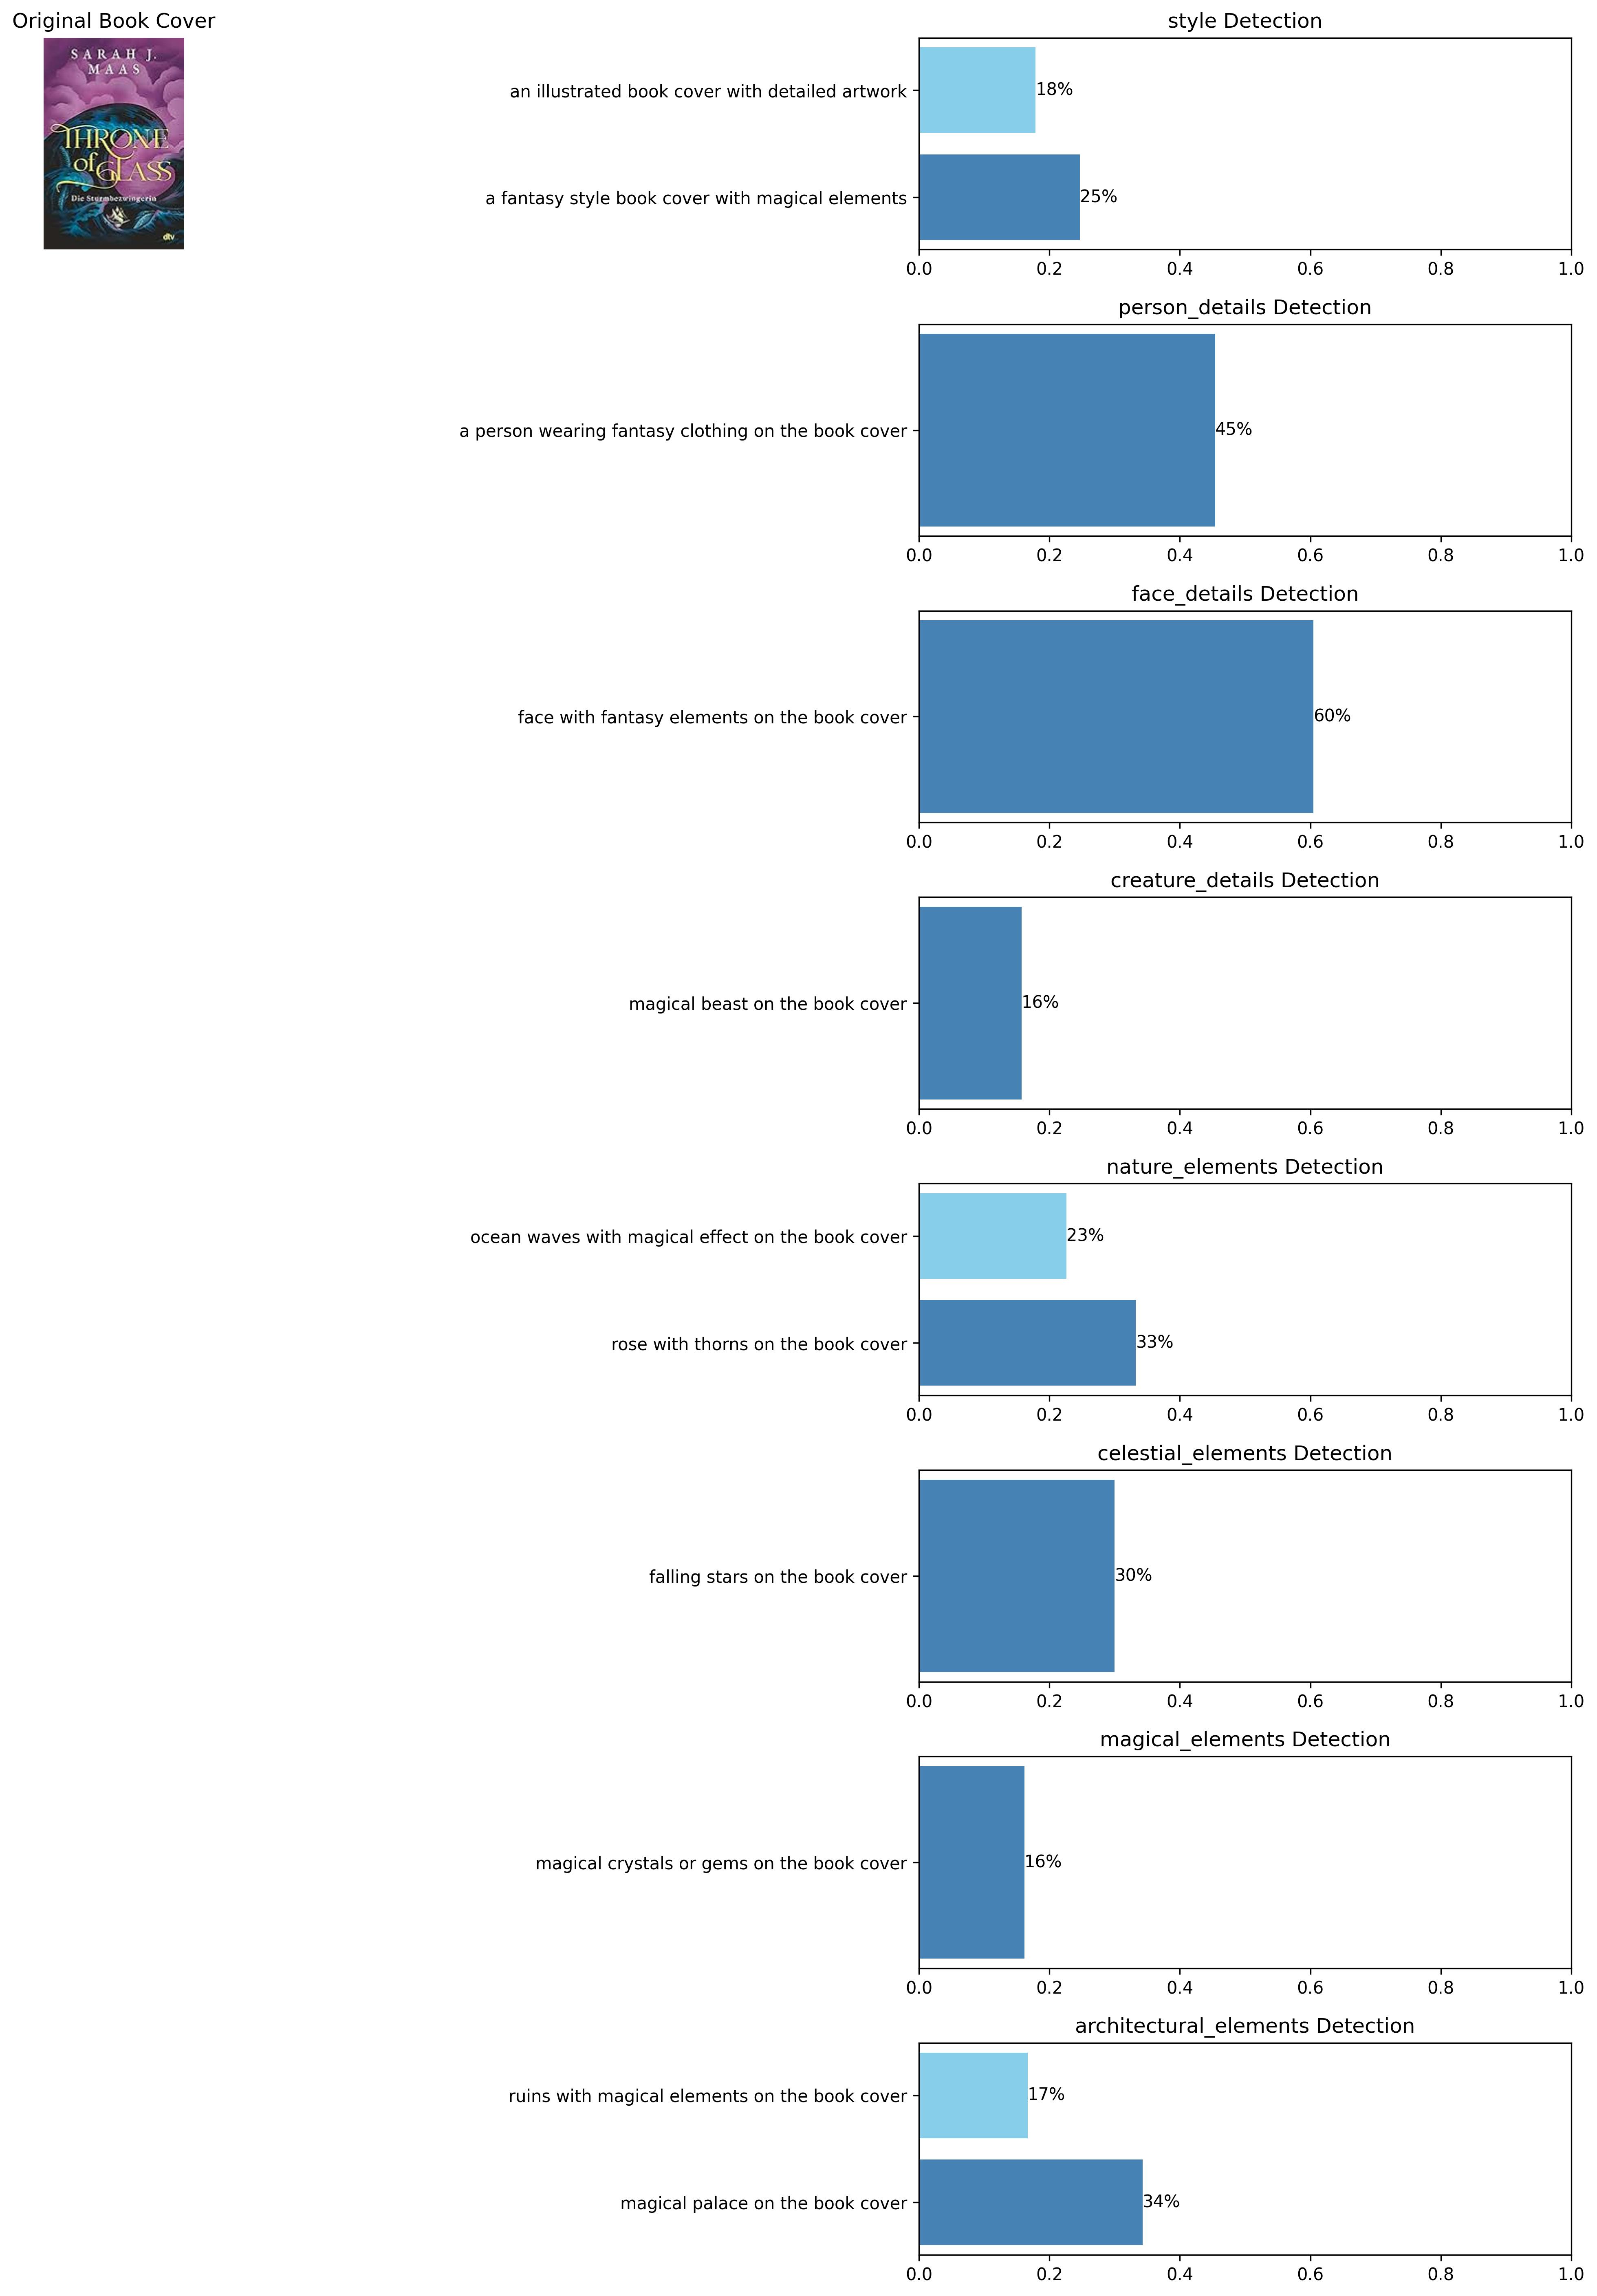 Original Book Cover
SARAH J.
MAAS
THRONE
of GLASS
Die Sturmbezwingerin
dtv
style Detection
an illustrated book cover with detailed artwork
18%
a fantasy style book cover with magical elements
25%
0.0 0.2 0.4 0.6 0.8 1.0
person_details Detection
a person wearing fantasy clothing on the book cover
45%
0.0 0.2 0.4 0.6 0.8 1.0
face_details Detection
face with fantasy elements on the book cover
60%
0.0 0.2 0.4 0.6 0.8 1.0
creature_details Detection
magical beast on the book cover
16%
0.0 0.2 0.4 0.6 0.8 1.0
nature_elements Detection
ocean waves with magical effect on the book cover
23%
rose with thorns on the book cover
33%
0.0 0.2 0.4 0.6 0.8 1.0
celestial_elements Detection
falling stars on the book cover
30%
0.0 0.2 0.4 0.6 0.8 1.0
magical_elements Detection
magical crystals or gems on the book cover
16%
0.0 0.2 0.4 0.6 0.8 1.0
architectural_elements Detection
ruins with magical elements on the book cover
17%
magical palace on the book cover
34%
0.0 0.2 0.4 0.6 0.8 1.0